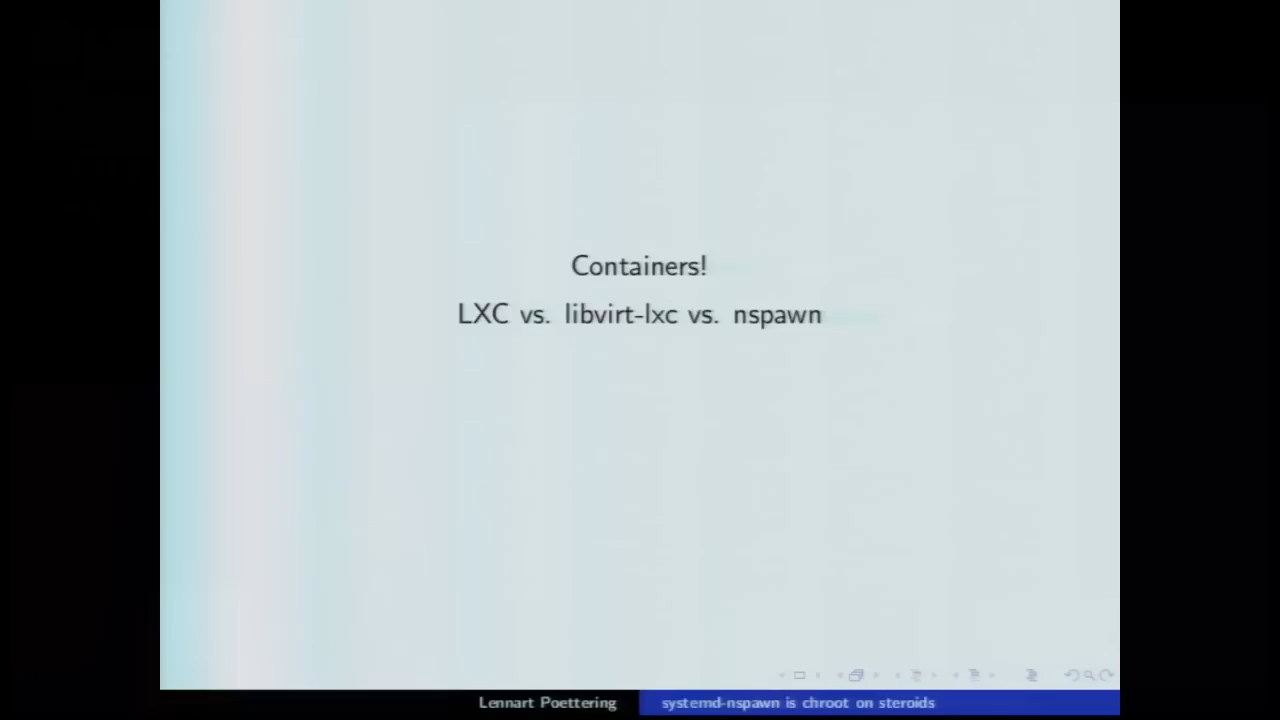 Containers!
LXC vs. libvirt-lxc vs. nspawn
Lennart Poettering
systemd-nspawn is chroot on steroids